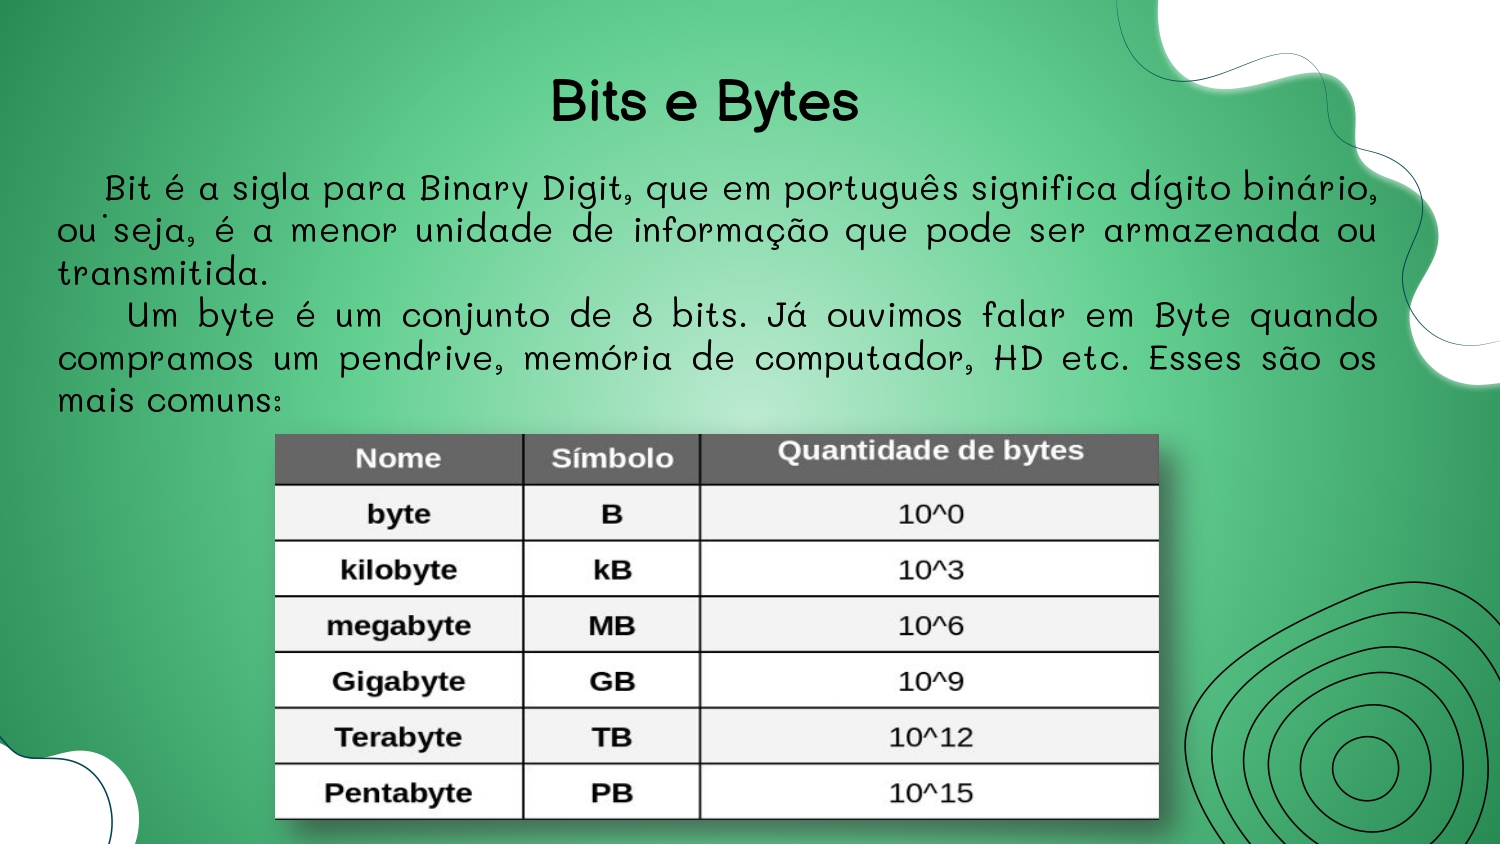 Bits e Bytes
Bit é a sigla para Binary Digit, que em português significa dígito binário,
ou seja, é a menor unidade de informação que pode ser armazenada ou
transmitida.
Um byte é um conjunto de 8 bits. Já ouvimos falar em Byte quando
compramos um pendrive, memória de computador, HD etc. Esses são os
mais comuns:
Nome Símbolo Quantidade de bytes
byte B 10^0
kilobyte kB 10^3
megabyte MB 10^6
Gigabyte GB 10^9
Terabyte TB 10^12
Pentabyte PB 10^15